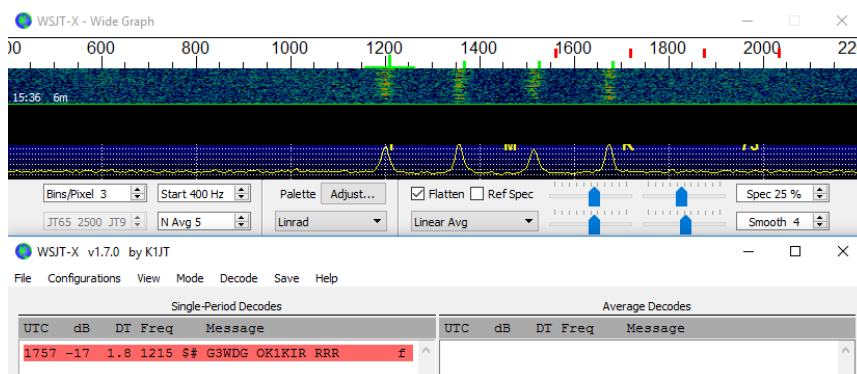 WSJT-X - Wide Graph
00 600 800 1000 1200 1400 1600 1800 2000 22
15:36 6m
T M R 73
Bins/Pixel 3 Start 400 Hz Palette Adjust... Flatten Ref Spec Spec 25 %
JT65 2500 JT9 N Avg 5 Linrad Linear Avg Smooth 4
WSJT-X v1.7.0 by K1JT
File Configurations View Mode Decode Save Help
Single-Period Decodes Average Decodes
UTC dB DT Freq Message UTC dB DT Freq Message
1757 -17 1.8 1215 $# G3WDG OK1KIR RRR f